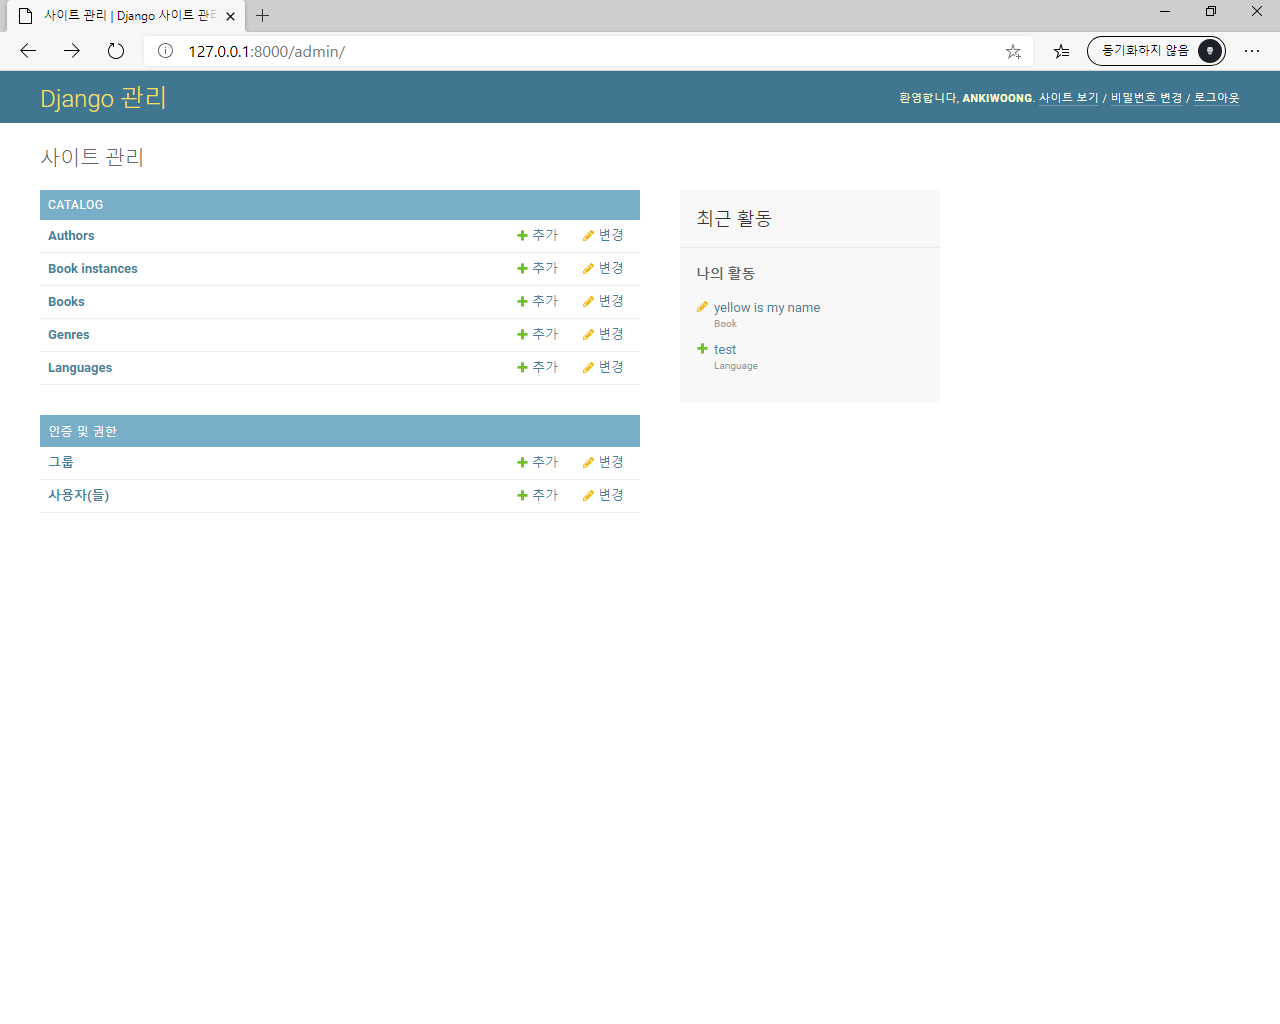 사이트 관리 | Django 사이트 관리
127.0.0.1:8000/admin/
동기화하지 않음
Django 관리
환영합니다, ANKIWOONG. 사이트 보기 / 비밀번호 변경 / 로그아웃
사이트 관리
CATALOG
Authors 추가 변경
Book instances 추가 변경
Books 추가 변경
Genres 추가 변경
Languages 추가 변경
인증 및 권한
그룹 추가 변경
사용자(들) 추가 변경
최근 활동
나의 활동
yellow is my name
Book
test
Language